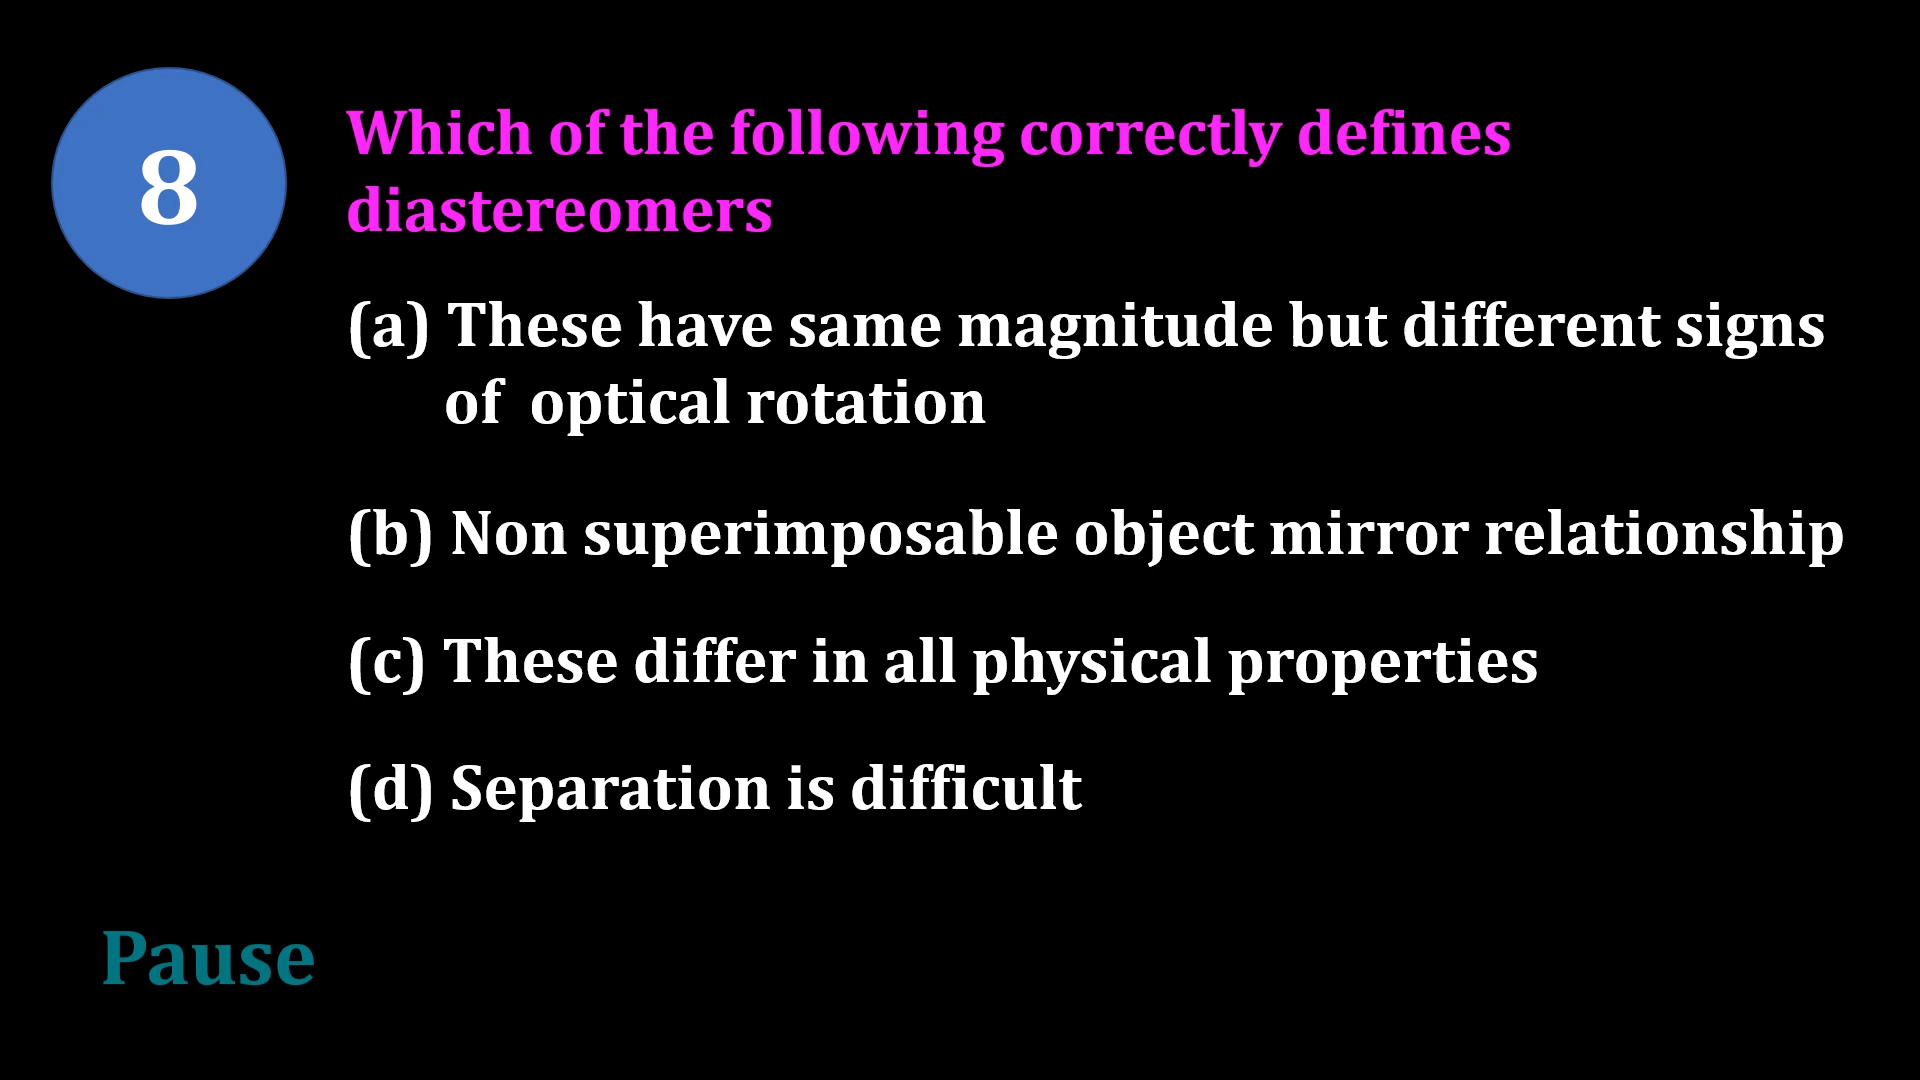 8
Which of the following correctly defines
diastereomers
(a) These have same magnitude but different signs
of optical rotation
(b) Non superimposable object mirror relationship
(c) These differ in all physical properties
(d) Separation is difficult
Pause